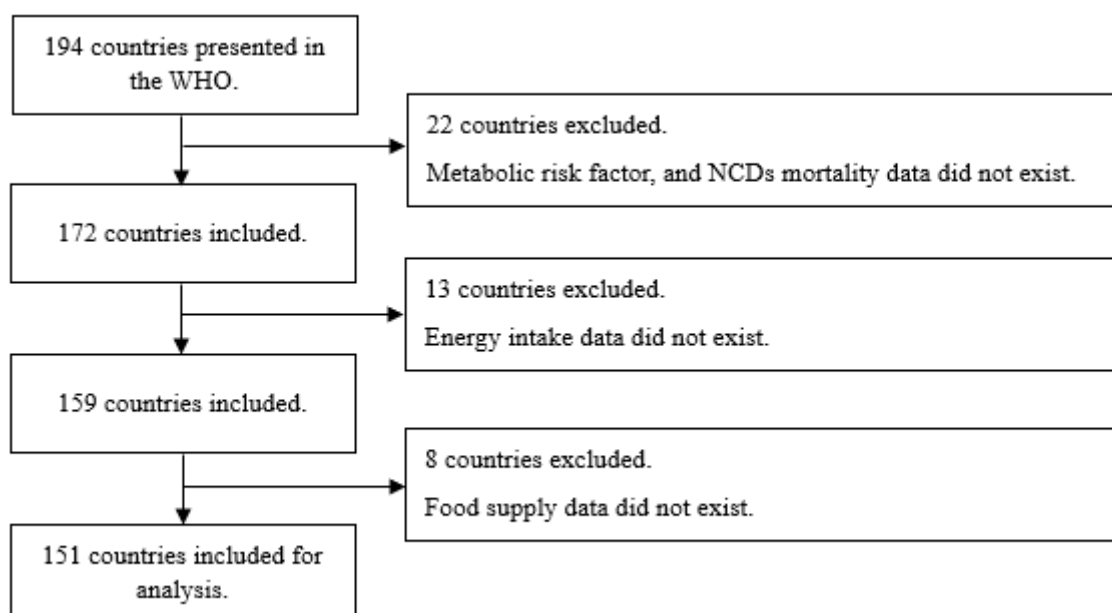 194 countries presented in
the WHO.
22 countries excluded.
Metabolic risk factor, and NCDs mortality data did not exist.
172 countries included.
13 countries excluded.
Energy intake data did not exist.
159 countries included.
8 countries excluded.
Food supply data did not exist.
151 countries included for
analysis.